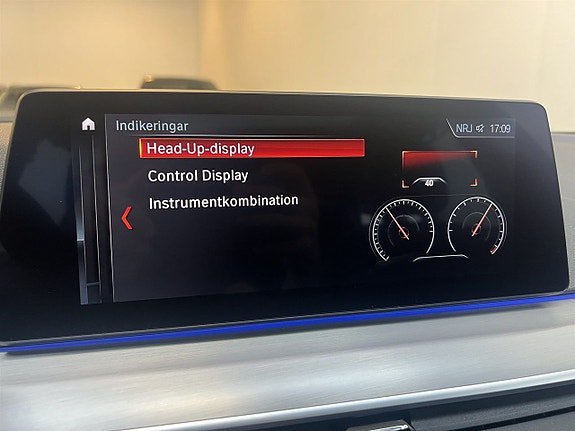 Indikeringar
NRJ 17:09
Head-Up-display
Control Display
Instrumentkombination
40